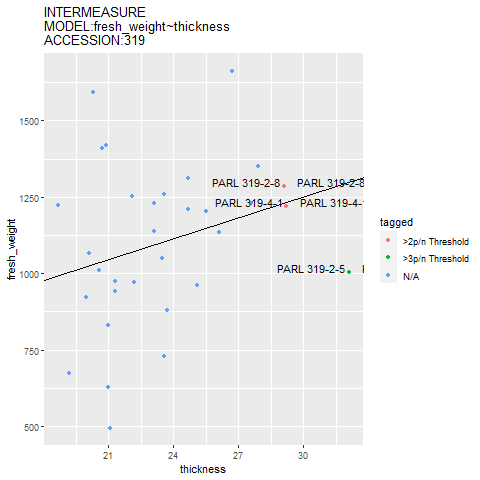 INTERMEASURE
MODEL:fresh_weight~thickness
ACCESSION:319
1500
1250
1000
750
500
fresh_weight
PARL 319-2-8 PARL 319-2-8
PARL 319-4-1 PARL 319-4-1
PARL 319-2-5 P
21 24 27 30
thickness
tagged
>2p/n Threshold
>3p/n Threshold
N/A